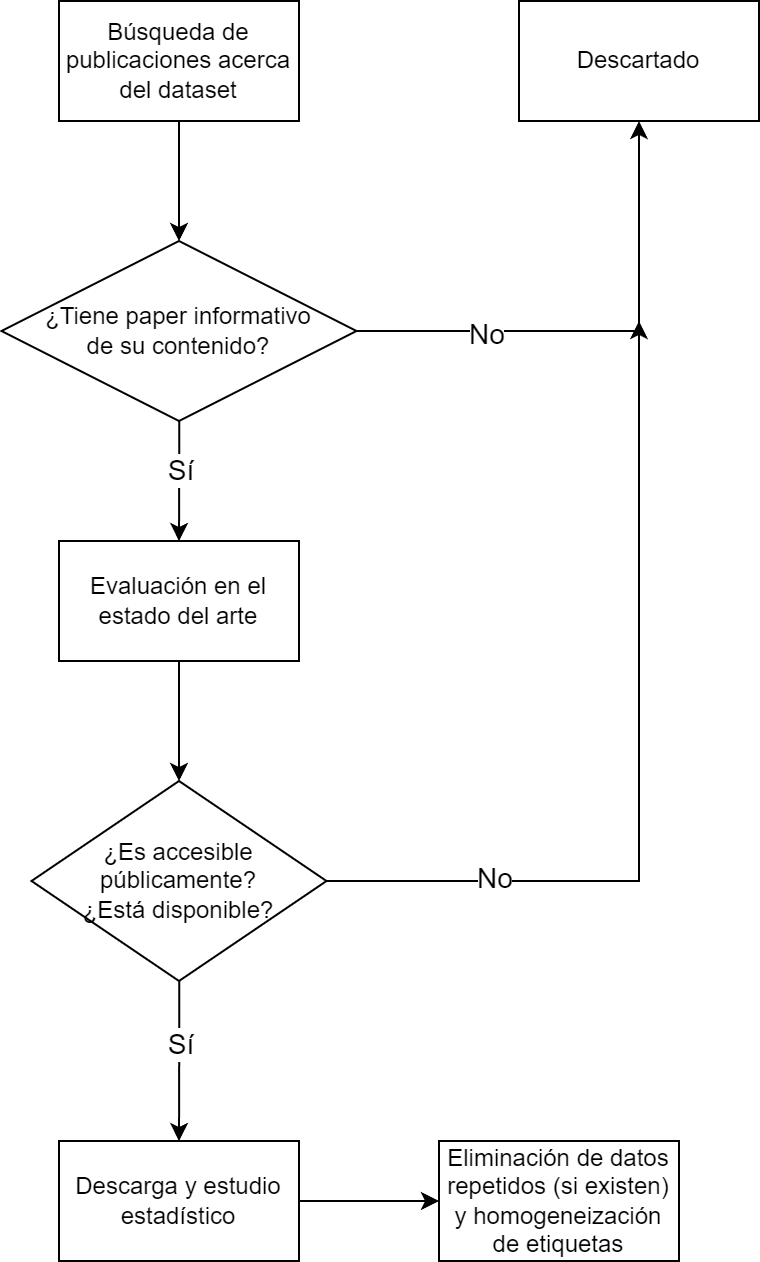 Búsqueda de
publicaciones acerca
del dataset
Descartado
¿Tiene paper informativo
de su contenido?
No
Sí
Evaluación en el
estado del arte
¿Es accesible
públicamente?
¿Está disponible?
No
Sí
Descarga y estudio
estadístico
Eliminación de datos
repetidos (si existen)
y homogeneización
de etiquetas